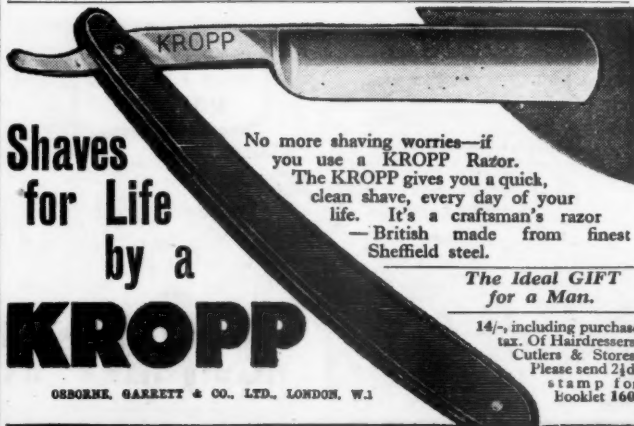 KROPP
Shaves
for Life
by a
KROPP
OSBORNE, GARRETT & CO., LTD., LONDON, W.1
No more shaving worries—if
you use a KROPP Razor.
The KROPP gives you a quick,
clean shave, every day of your
life. It's a craftsman's razor
—British made from finest
Sheffield steel.
The Ideal GIFT
for a Man.
14/-, including purchas
tax. Of Hairdressers
Cutlers & Stores
Please send 2½d
stamp fo
Booklet 160